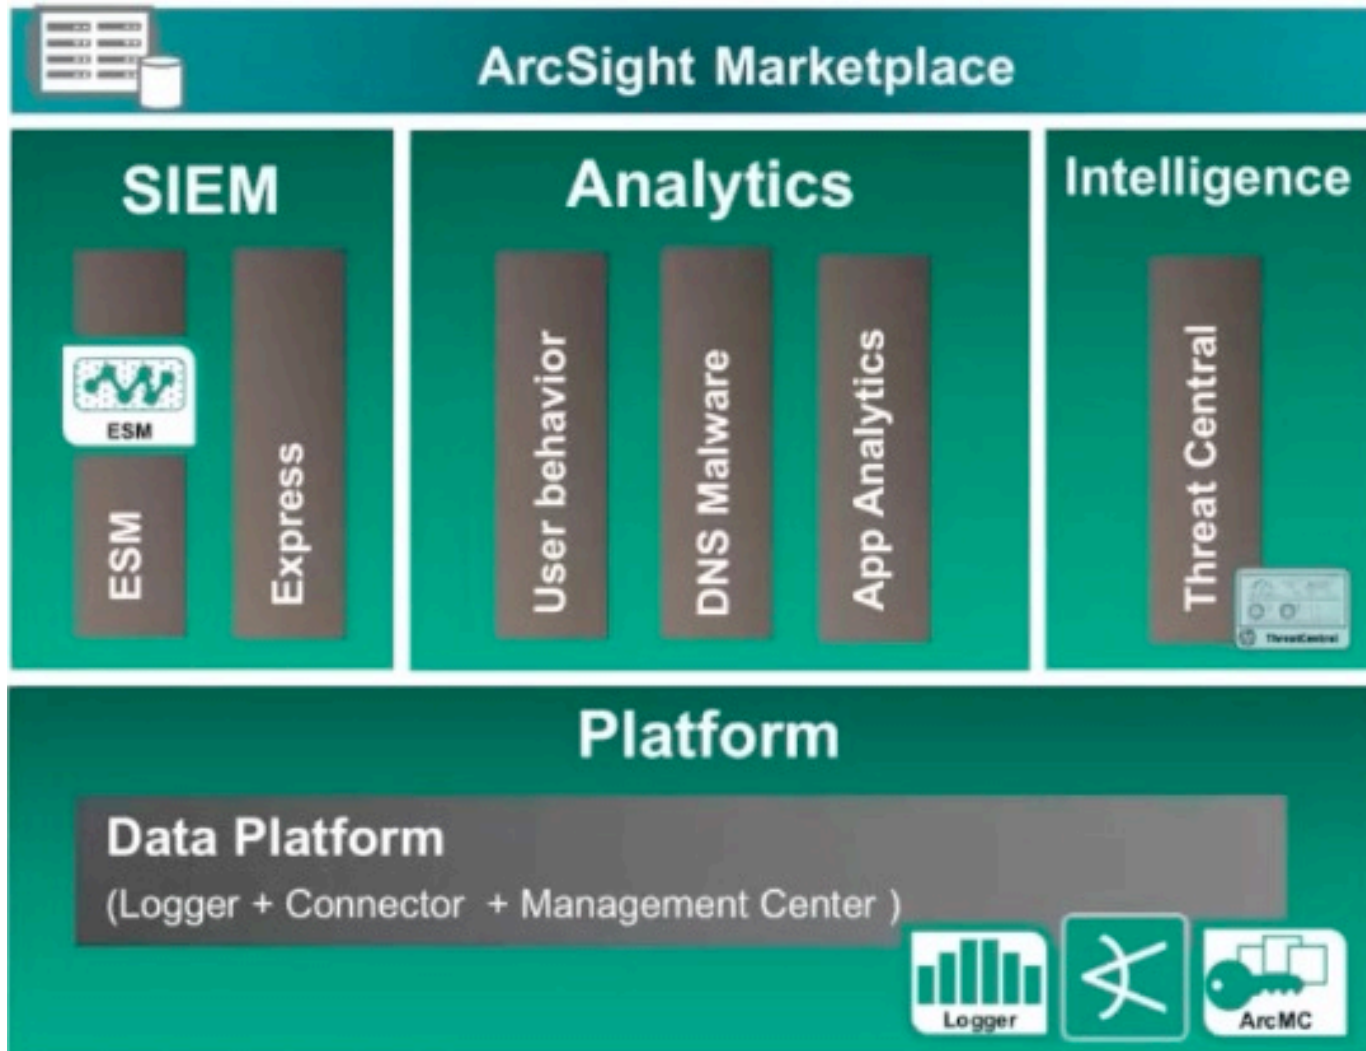 ArcSight Marketplace
SIEM
ESM
ESM
Express
Analytics
User behavior
DNS Malware
App Analytics
Intelligence
Threat Central
ThreatCentral
Platform
Data Platform
(Logger + Connector + Management Center )
Logger
ArcMC